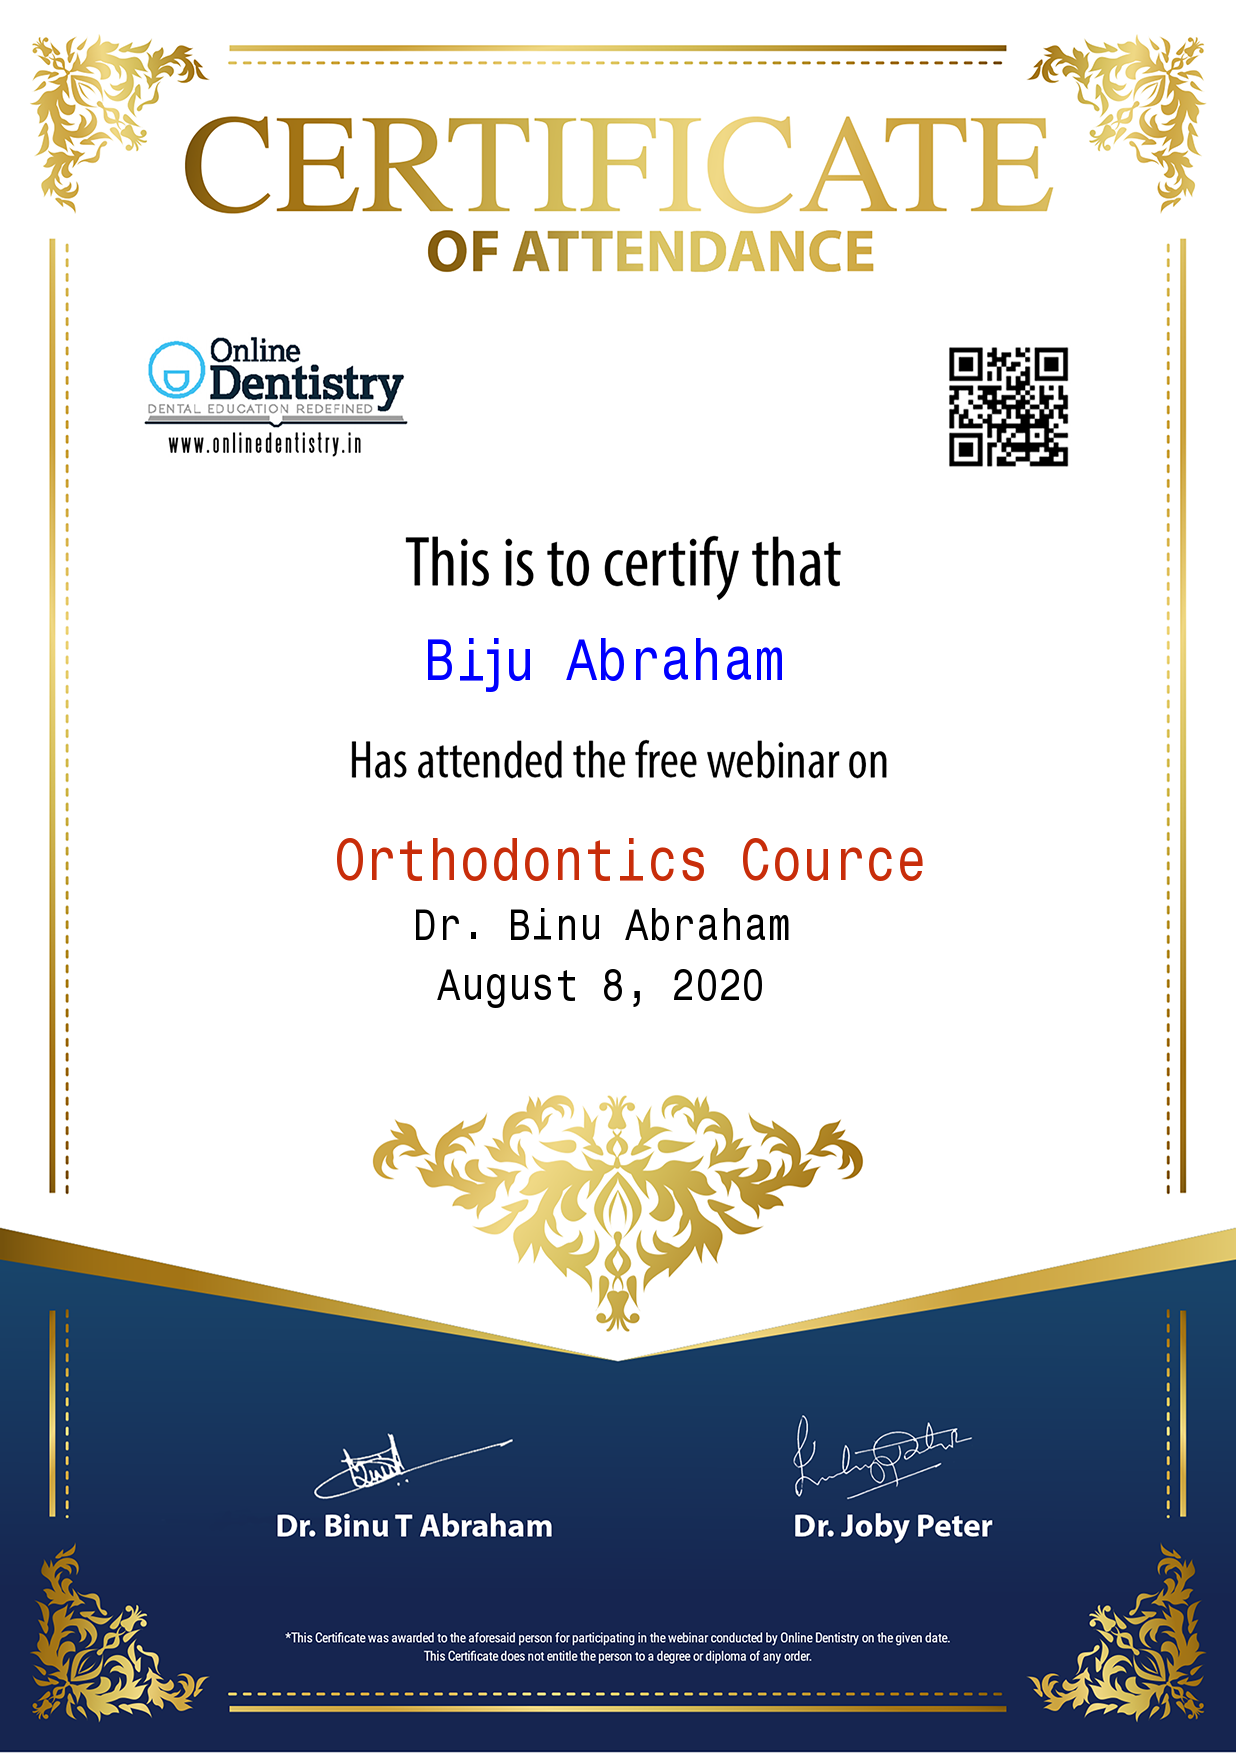 CERTIFICATE
OF ATTENDANCE
Online
Dentistry
DENTAL EDUCATION REDEFINED
www.onlinedentistry.in
This is to certify that
Biju Abraham
Has attended the free webinar on
Orthodontics Cource
Dr. Binu Abraham
August 8, 2020
Dr. Binu T Abraham
Dr. Joby Peter
*This Certificate was awarded to the aforesaid person for participating in the webinar conducted by Online Dentistry on the given date.
This Certificate does not entitle the person to a degree or diploma of any order.